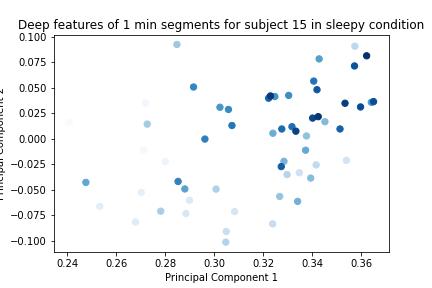 Deep features of 1 min segments for subject 15 in sleepy condition
Principal Component 2
0.100
0.075
0.050
0.025
0.000
−0.025
−0.050
−0.075
−0.100
0.24 0.26 0.28 0.30 0.32 0.34 0.36
Principal Component 1